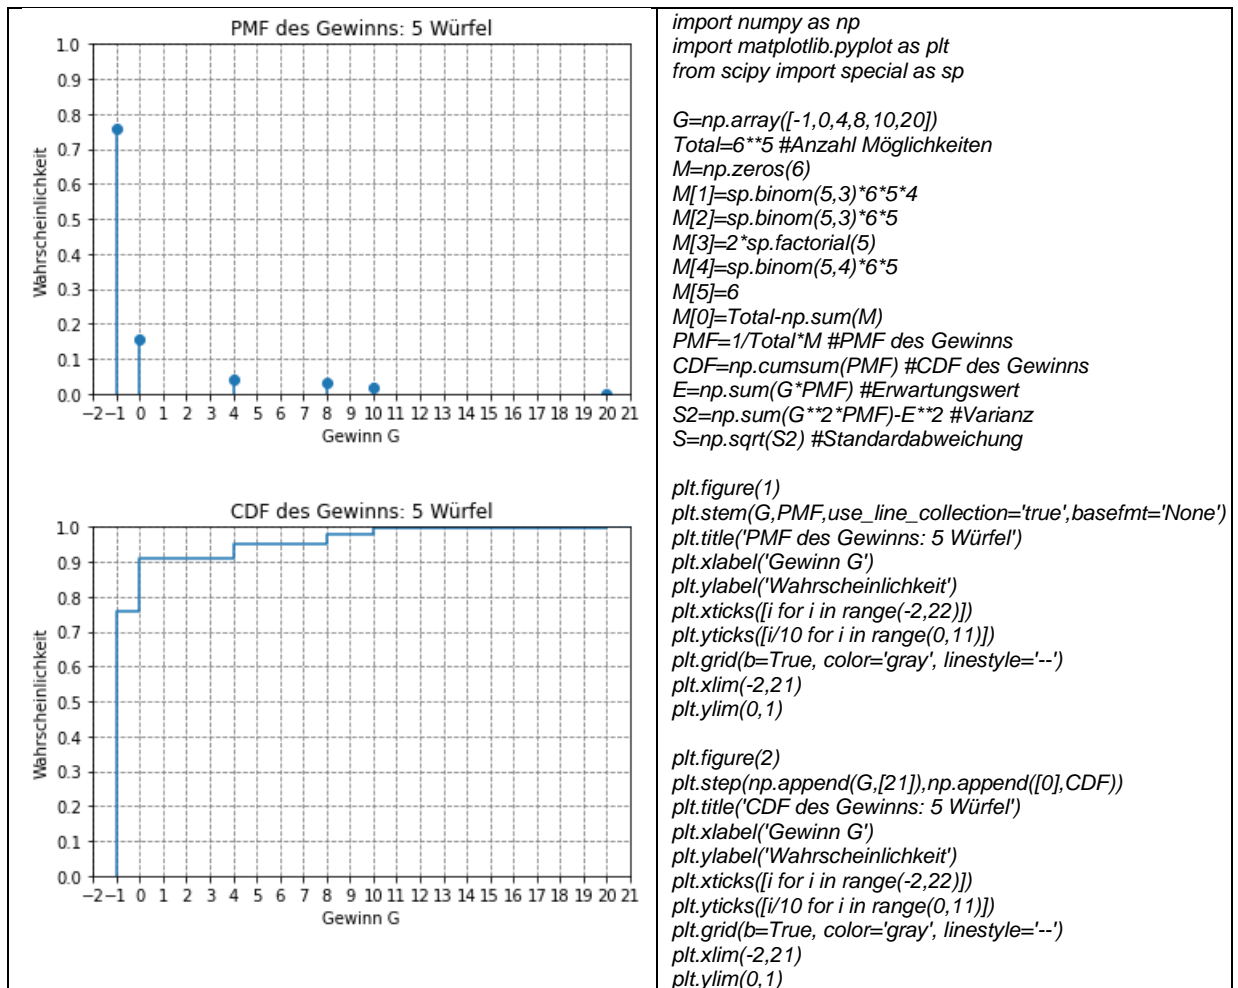 PMF des Gewinns: 5 Würfel
1.0
0.9
0.8
0.7
0.6
0.5
0.4
0.3
0.2
0.1
0.0
Wahrscheinlichkeit
−2−1 0 1 2 3 4 5 6 7 8 9 10 11 12 13 14 15 16 17 18 19 20 21
Gewinn G
CDF des Gewinns: 5 Würfel
1.0
0.9
0.8
0.7
0.6
0.5
0.4
0.3
0.2
0.1
0.0
Wahrscheinlichkeit
−2−1 0 1 2 3 4 5 6 7 8 9 10 11 12 13 14 15 16 17 18 19 20 21
Gewinn G
import numpy as np
import matplotlib.pyplot as plt
from scipy import special as sp
G=np.array([-1,0,4,8,10,20])
Total=6**5 #Anzahl Möglichkeiten
M=np.zeros(6)
M[1]=sp.binom(5,3)*6*5*4
M[2]=sp.binom(5,3)*6*5
M[3]=2*sp.factorial(5)
M[4]=sp.binom(5,4)*6*5
M[5]=6
M[0]=Total-np.sum(M)
PMF=1/Total*M #PMF des Gewinns
CDF=np.cumsum(PMF) #CDF des Gewinns
E=np.sum(G*PMF) #Erwartungswert
S2=np.sum(G**2*PMF)-E**2 #Varianz
S=np.sqrt(S2) #Standardabweichung
plt.figure(1)
plt.stem(G,PMF,use_line_collection='true',basefmt='None')
plt.title('PMF des Gewinns: 5 Würfel')
plt.xlabel('Gewinn G')
plt.ylabel('Wahrscheinlichkeit')
plt.xticks([i for i in range(-2,22)])
plt.yticks([i/10 for i in range(0,11)])
plt.grid(b=True, color='gray', linestyle='--')
plt.xlim(-2,21)
plt.ylim(0,1)
plt.figure(2)
plt.step(np.append(G,[21]),np.append([0],CDF))
plt.title('CDF des Gewinns: 5 Würfel')
plt.xlabel('Gewinn G')
plt.ylabel('Wahrscheinlichkeit')
plt.xticks([i for i in range(-2,22)])
plt.yticks([i/10 for i in range(0,11)])
plt.grid(b=True, color='gray', linestyle='--')
plt.xlim(-2,21)
plt.ylim(0,1)